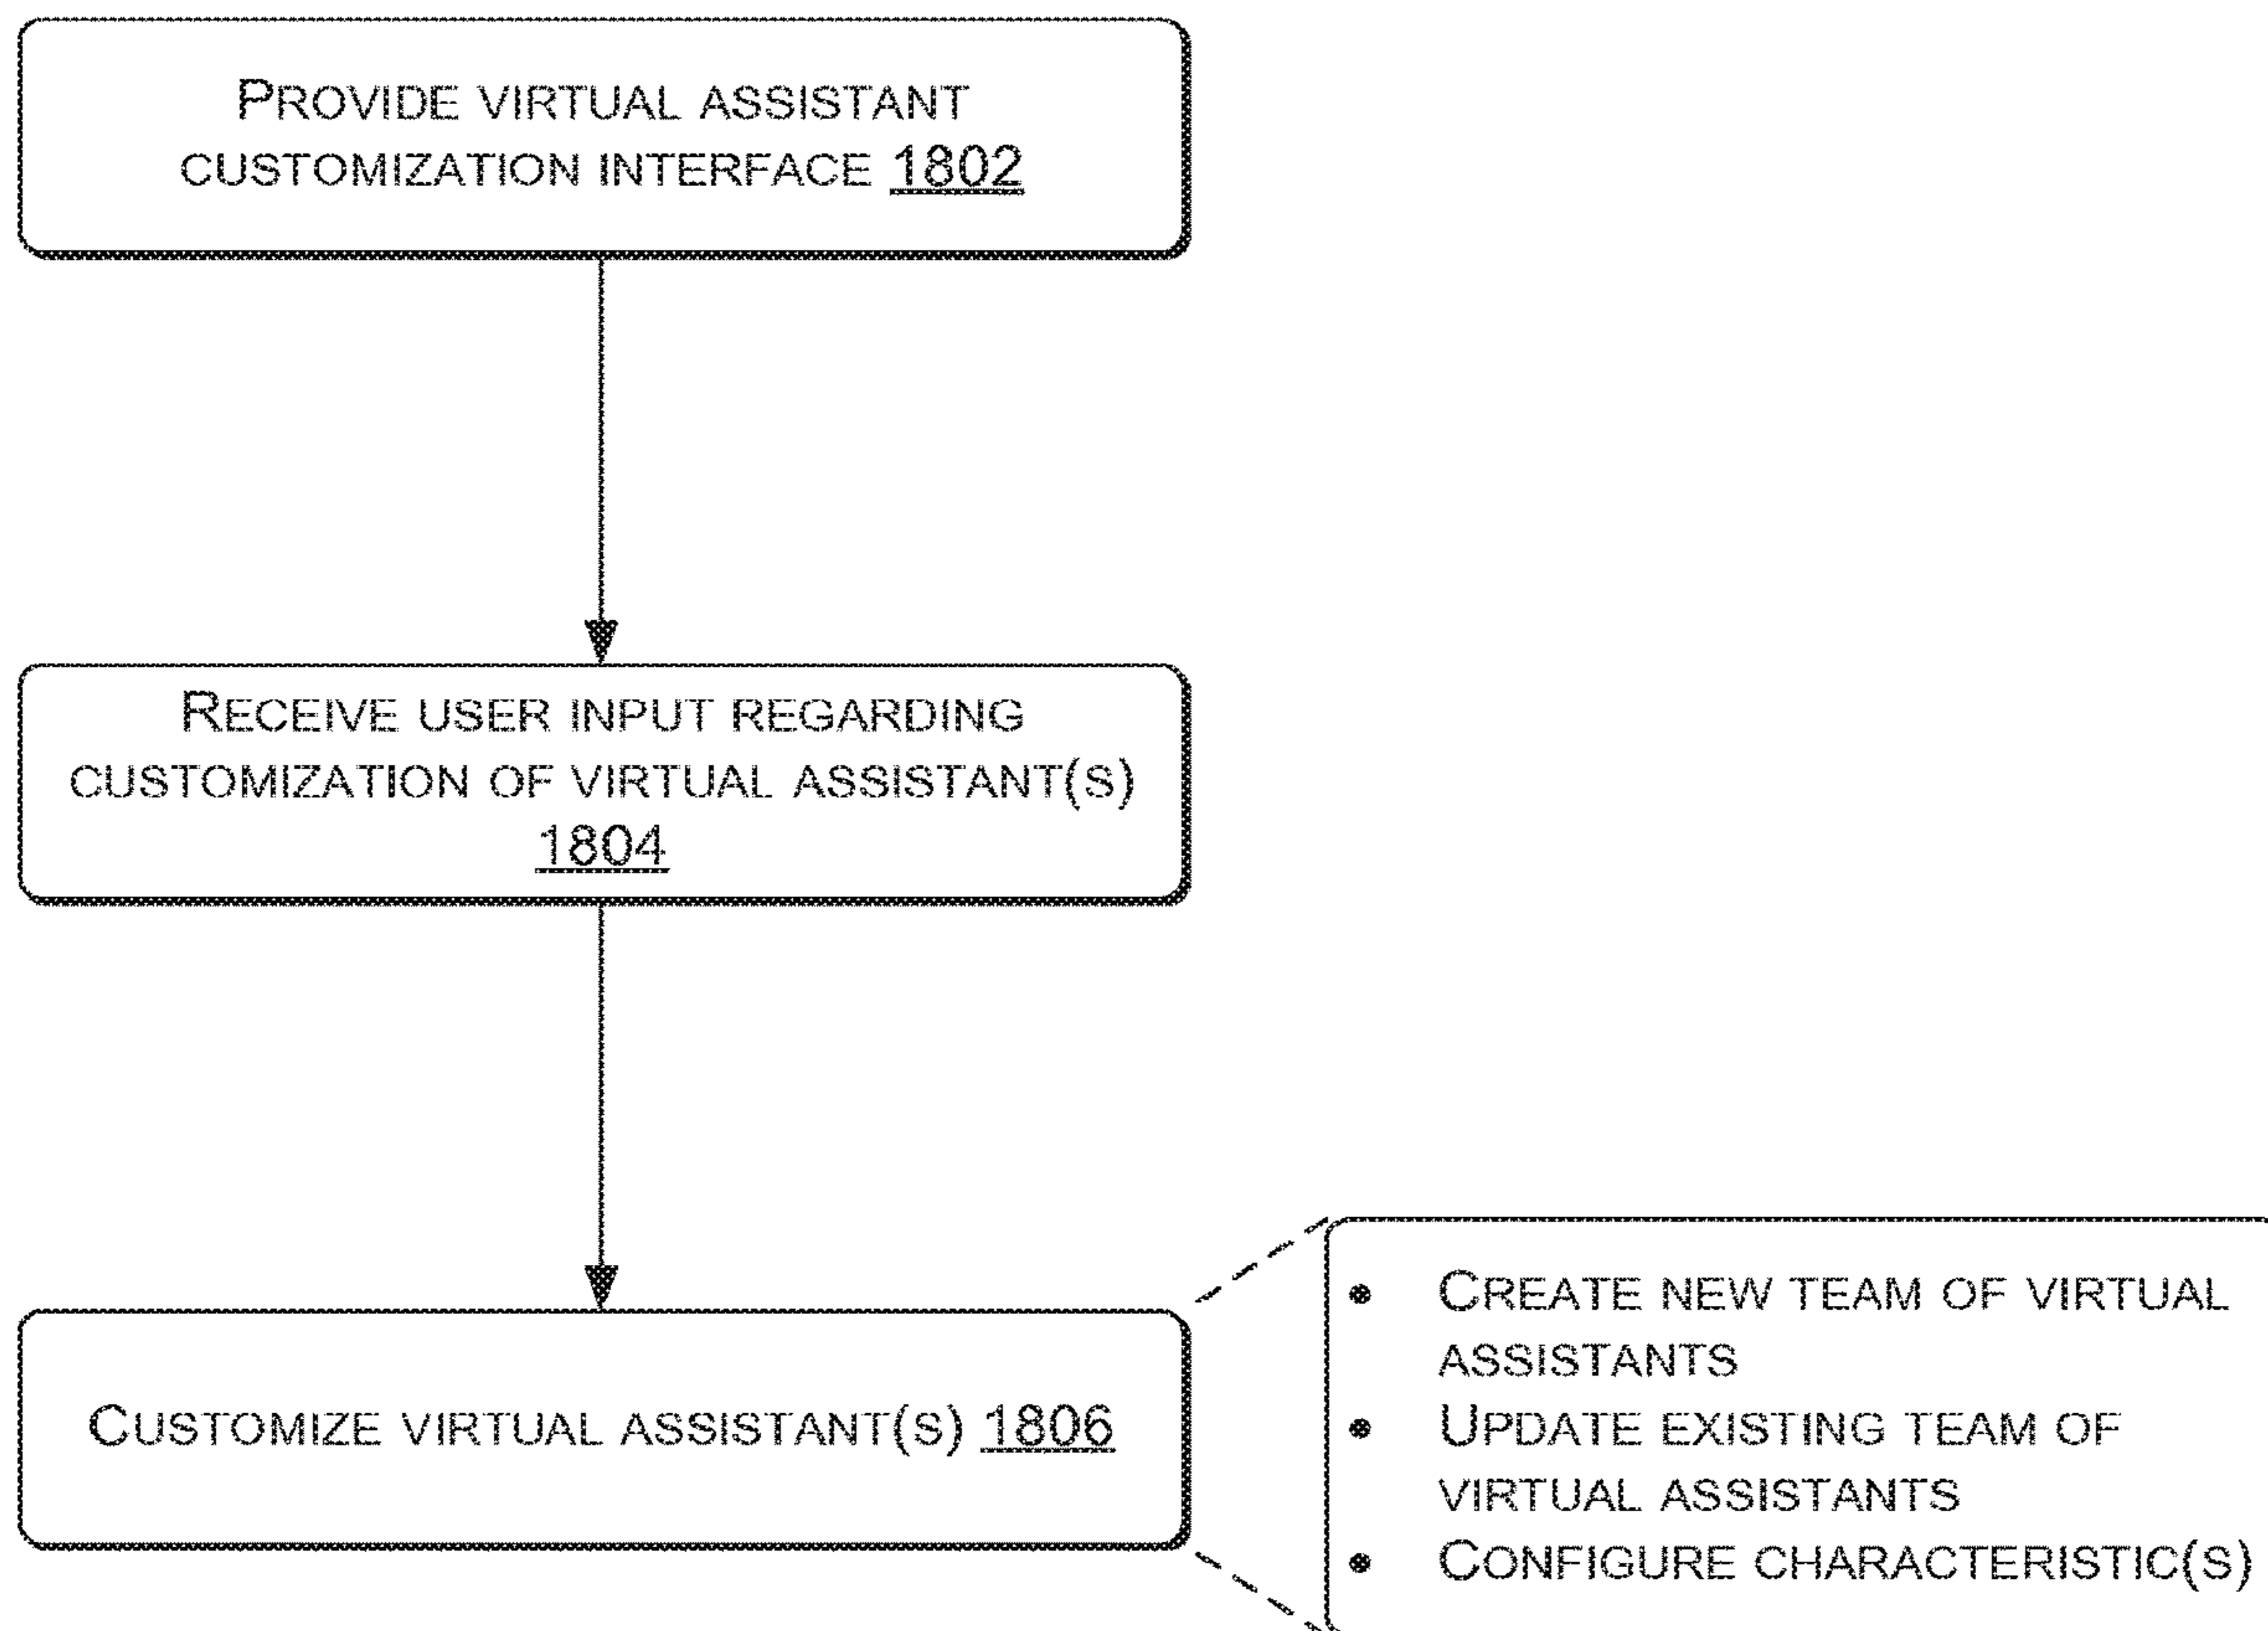 PROVIDE VIRTUAL ASSISTANT
CUSTOMIZATION INTERFACE 1802
RECEIVE USER INPUT REGARDING
CUSTOMIZATION OF VIRTUAL ASSISTANT(S)
1804
CUSTOMIZE VIRTUAL ASSISTANT(S) 1806
• CREATE NEW TEAM OF VIRTUAL
ASSISTANTS
• UPDATE EXISTING TEAM OF
VIRTUAL ASSISTANTS
• CONFIGURE CHARACTERISTIC(S)